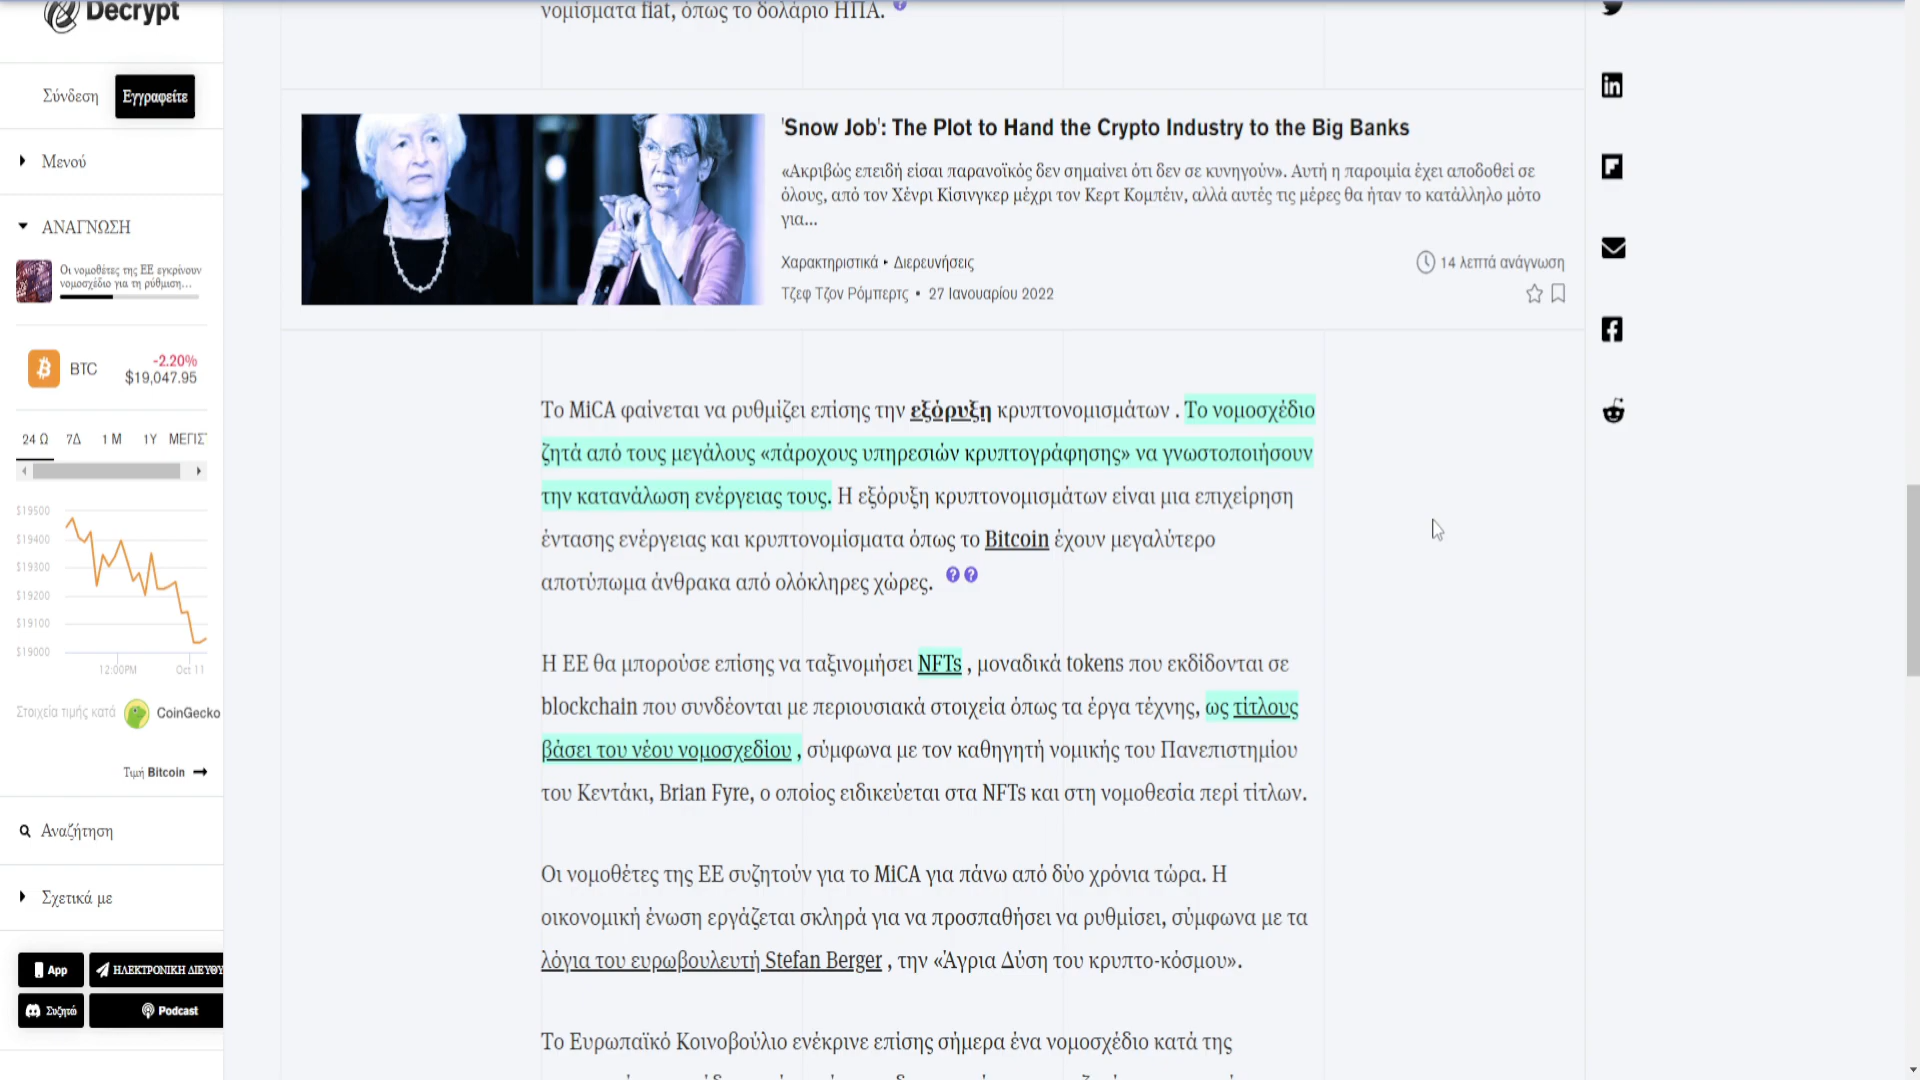 Decrypt
Σύνδεση
Εγγραφείτε
Μενού
ΑΝΑΓΝΩΣΗ
Οι νομοθέτες της ΕΕ εγκρίνουν
νομοσχέδιο για τη ρύθμιση...
BTC
-2.20%
$19,047.95
24 Ω 7Δ 1 Μ 1Υ ΜΕΓΙΣΤ
$19500
$19400
$19300
$19200
$19100
$19000
12:00PM Oct 11
Στοιχεία τιμής κατά CoinGecko
Τιμή Bitcoin
Αναζήτηση
Σχετικά με
App
ΗΛΕΚΤΡΟΝΙΚΗ ΔΙΕΥΘΥ
Συζητώ
Podcast
νομίσματα fiat, όπως το δολάριο ΗΠΑ.
'Snow Job': The Plot to Hand the Crypto Industry to the Big Banks
«Ακριβώς επειδή είσαι παρανοϊκός δεν σημαίνει ότι δεν σε κυνηγούν». Αυτή η παροιμία έχει αποδοθεί σε
όλους, από τον Χένρι Κίσινγκερ μέχρι τον Κερτ Κομπέιν, αλλά αυτές τις μέρες θα ήταν το κατάλληλο μότο
για...
Χαρακτηριστικά ‣ Διερευνήσεις
14 λεπτά ανάγνωση
Τζεφ Τζον Ρόμπερτς • 27 Ιανουαρίου 2022
Το MiCA φαίνεται να ρυθμίζει επίσης την εξόρυξη κρυπτονομισμάτων . Το νομοσχέδιο
ζητά από τους μεγάλους «πάροχους υπηρεσιών κρυπτογράφησης» να γνωστοποιήσουν
την κατανάλωση ενέργειας τους. Η εξόρυξη κρυπτονομισμάτων είναι μια επιχείρηση
έντασης ενέργειας και κρυπτονομίσματα όπως το Bitcoin έχουν μεγαλύτερο
αποτύπωμα άνθρακα από ολόκληρες χώρες.
Η ΕΕ θα μπορούσε επίσης να ταξινομήσει NFTs , μοναδικά tokens που εκδίδονται σε
blockchain που συνδέονται με περιουσιακά στοιχεία όπως τα έργα τέχνης, ως τίτλους
βάσει του νέου νομοσχεδίου , σύμφωνα με τον καθηγητή νομικής του Πανεπιστημίου
του Κεντάκι, Brian Fyre, ο οποίος ειδικεύεται στα NFTs και στη νομοθεσία περί τίτλων.
Οι νομοθέτες της ΕΕ συζητούν για το MiCA για πάνω από δύο χρόνια τώρα. Η
οικονομική ένωση εργάζεται σκληρά για να προσπαθήσει να ρυθμίσει, σύμφωνα με τα
λόγια του ευρωβουλευτή Stefan Berger , την «Άγρια Δύση του κρυπτο-κόσμου».
Το Ευρωπαϊκό Κοινοβούλιο ενέκρινε επίσης σήμερα ένα νομοσχέδιο κατά της